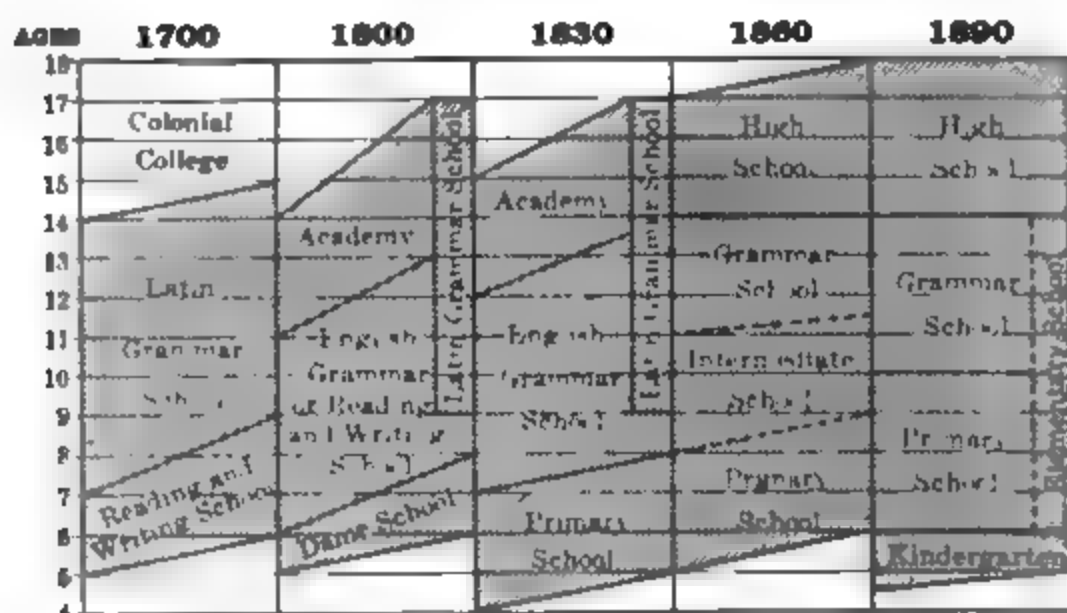 AGES 1700 1800 1830 1860 1890
18
17
16
15
14
13
12
11
10
9
8
7
6
5
4
Colonial
College
Latin
Grammar
School
Reading and
Writing School
Academy
English
Grammar
or Reading
and Writing
School
Dame School
Latin Grammar School
Academy
English
Grammar
School
Primary
School
Latin Grammar School
High
School
Grammar
School
Intermediate
School
Primary
School
High
School
Grammar
School
Primary
School
Kindergarten
Elementary School